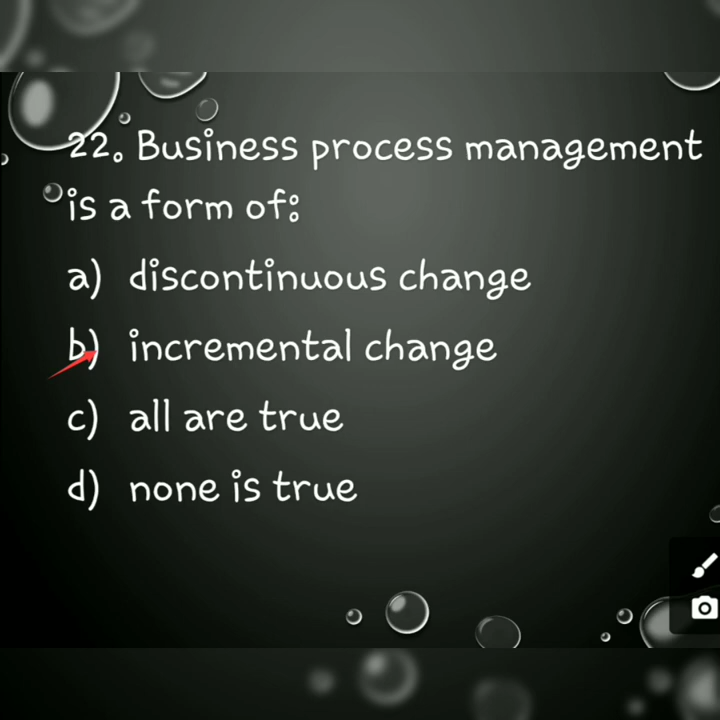 22. Business process management
is a form of:
a) discontinuous change
b) incremental change
c) all are true
d) none is true